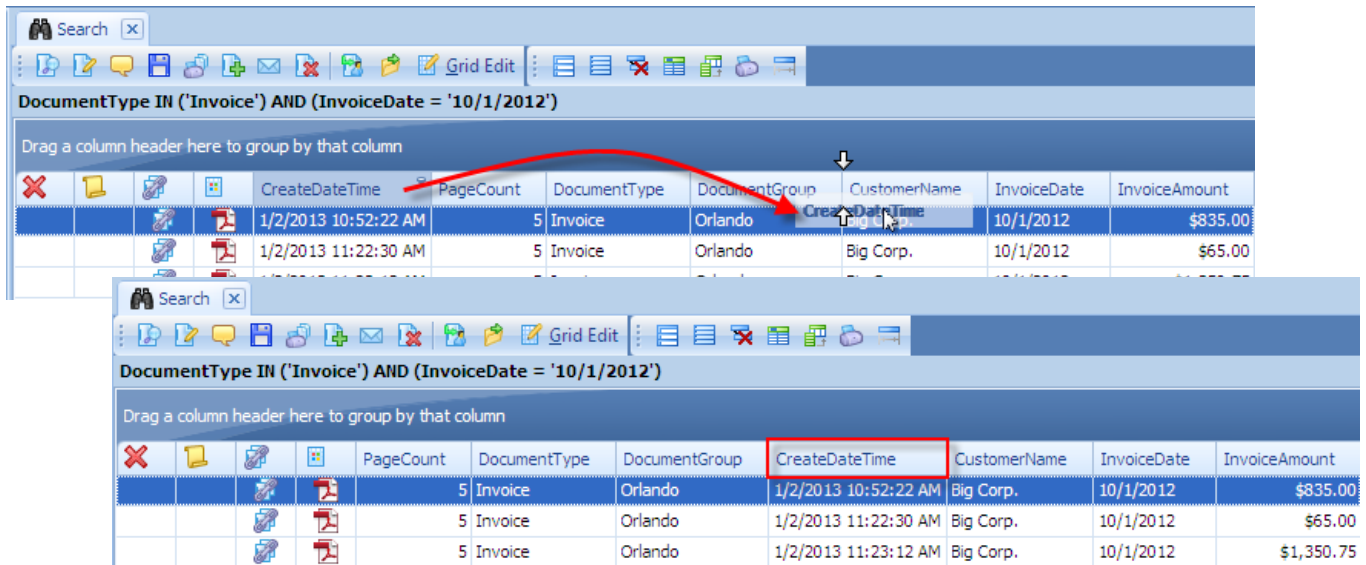 Search
Grid Edit
DocumentType IN ('Invoice') AND (InvoiceDate = '10/1/2012')
Drag a column header here to group by that column
CreateDateTime PageCount DocumentType DocumentGroup CustomerName InvoiceDate InvoiceAmount
CreateDateTime
1/2/2013 10:52:22 AM 5 Invoice Orlando Big Corp. 10/1/2012 $835.00
1/2/2013 11:22:30 AM 5 Invoice Orlando Big Corp. 10/1/2012 $65.00
Search
Grid Edit
DocumentType IN ('Invoice') AND (InvoiceDate = '10/1/2012')
Drag a column header here to group by that column
PageCount DocumentType DocumentGroup CreateDateTime CustomerName InvoiceDate InvoiceAmount
5 Invoice Orlando 1/2/2013 10:52:22 AM Big Corp. 10/1/2012 $835.00
5 Invoice Orlando 1/2/2013 11:22:30 AM Big Corp. 10/1/2012 $65.00
5 Invoice Orlando 1/2/2013 11:23:12 AM Big Corp. 10/1/2012 $1,350.75